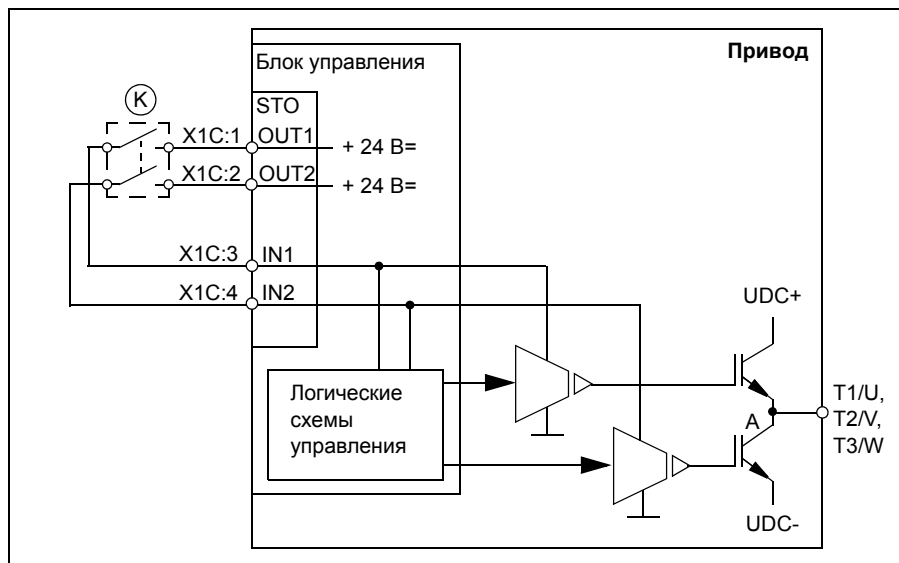 Привод
Блок управления
K
STO
X1C:1
OUT1
+ 24 В=
X1C:2
OUT2
+ 24 В=
X1C:3
IN1
X1C:4
IN2
UDC+
Логические
схемы
управления
A
T1/U,
T2/V,
T3/W
UDC-